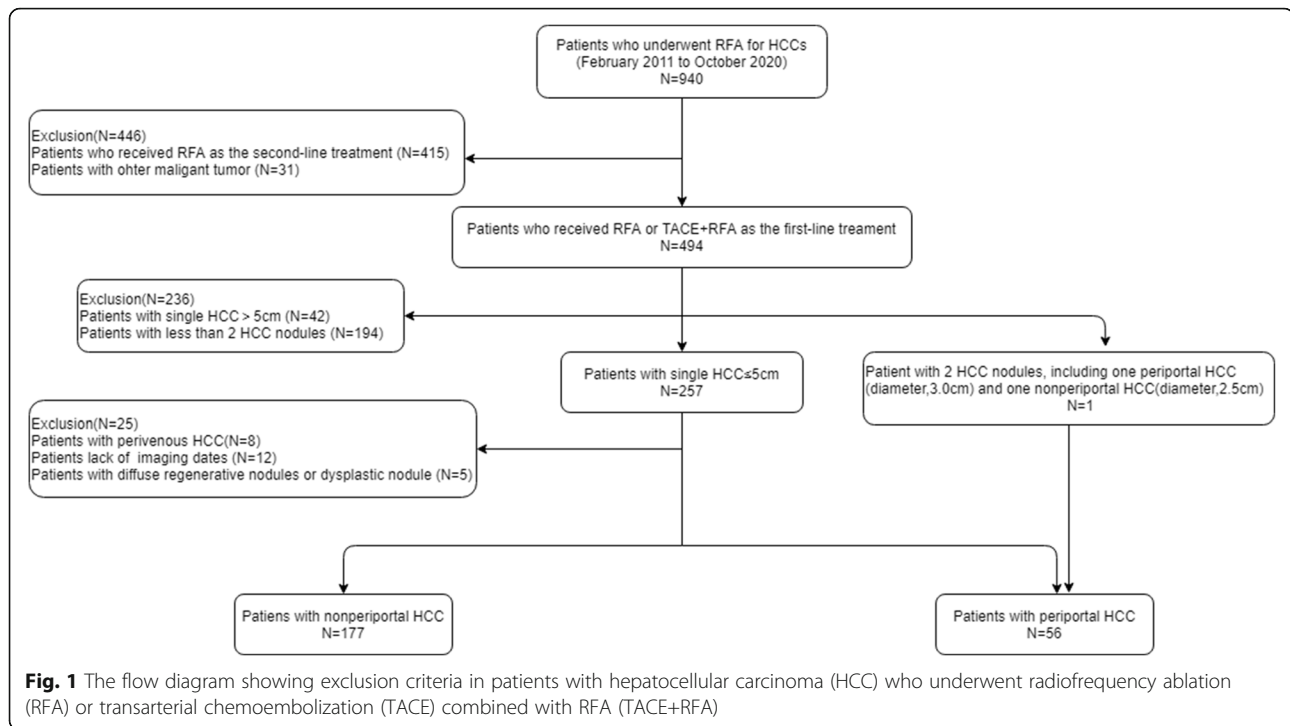 Patients who underwent RFA for HCCs
(February 2011 to October 2020)
N=940
Exclusion(N=446)
Patients who received RFA as the second-line treatment (N=415)
Patients with ohter maligant tumor (N=31)
Patients who received RFA or TACE+RFA as the first-line treament
N=494
Exclusion(N=236)
Patients with single HCC > 5cm (N=42)
Patients with less than 2 HCC nodules (N=194)
Patients with single HCC≤5cm
N=257
Patient with 2 HCC nodules, including one periportal HCC
(diameter,3.0cm) and one nonperiportal HCC(diameter,2.5cm)
N=1
Exclusion(N=25)
Patients with perivenous HCC(N=8)
Patients lack of imaging dates (N=12)
Patients with diffuse regenerative nodules or dysplastic nodule (N=5)
Patiens with nonperiportal HCC
N=177
Patients with periportal HCC
N=56
Fig. 1 The flow diagram showing exclusion criteria in patients with hepatocellular carcinoma (HCC) who underwent radiofrequency ablation
(RFA) or transarterial chemoembolization (TACE) combined with RFA (TACE+RFA)